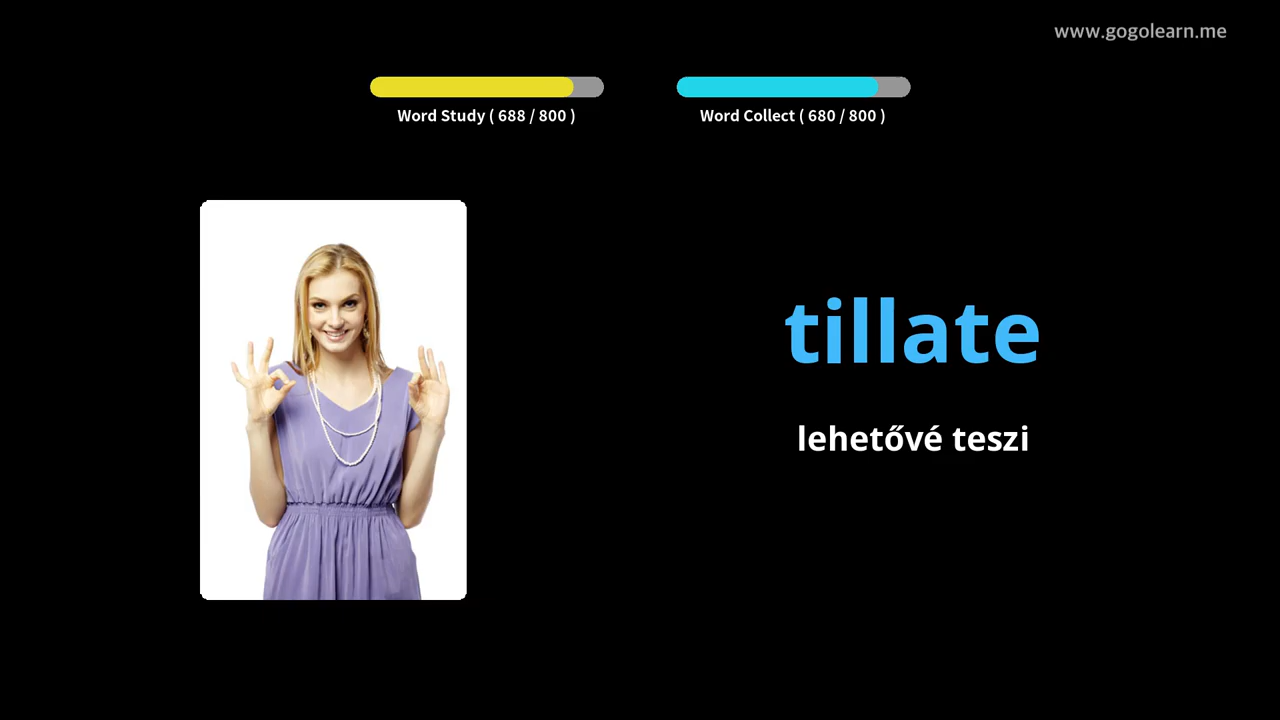 www.gogolearn.me
Word Study ( 688 / 800 )
Word Collect ( 680 / 800 )
tillate
lehetővé teszi